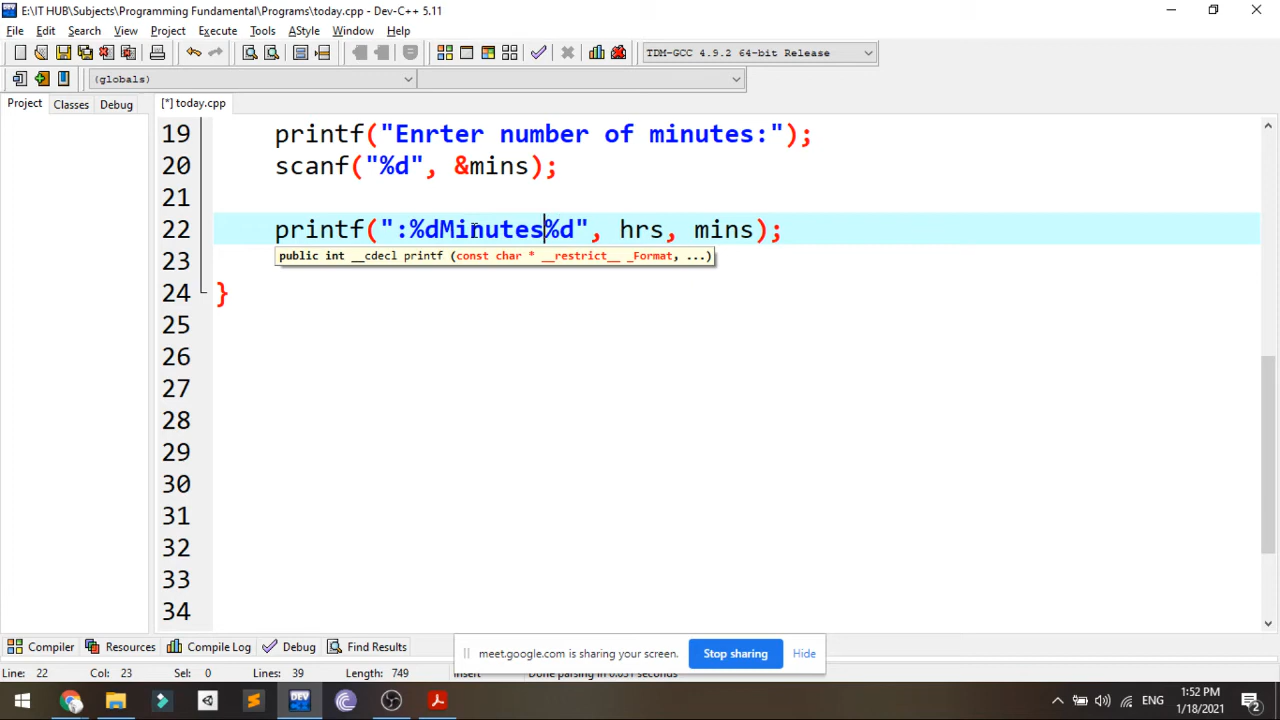 E:\IT HUB\Subjects\Programming Fundamental\Programs\today.cpp - Dev-C++ 5.11
File Edit Search View Project Execute Tools AStyle Window Help
TDM-GCC 4.9.2 64-bit Release
(globals)
Project Classes Debug [*] today.cpp
19 printf("Enrter number of minutes:");
20 scanf("%d", &mins);
21
22 printf(":%dMinutes%d", hrs, mins);
public int __cdecl printf (const char * __restrict__ _Format, ...)
23
24 }
25
26
27
28
29
30
31
32
33
34
Compiler Resources Compile Log Debug Find Results
meet.google.com is sharing your screen. Stop sharing Hide
Line: 22 Col: 23 Sel: 0 Lines: 39 Length: 749 Insert Done parsing in 0.031 seconds
DEV ENG 1:52 PM
1/18/2021
2